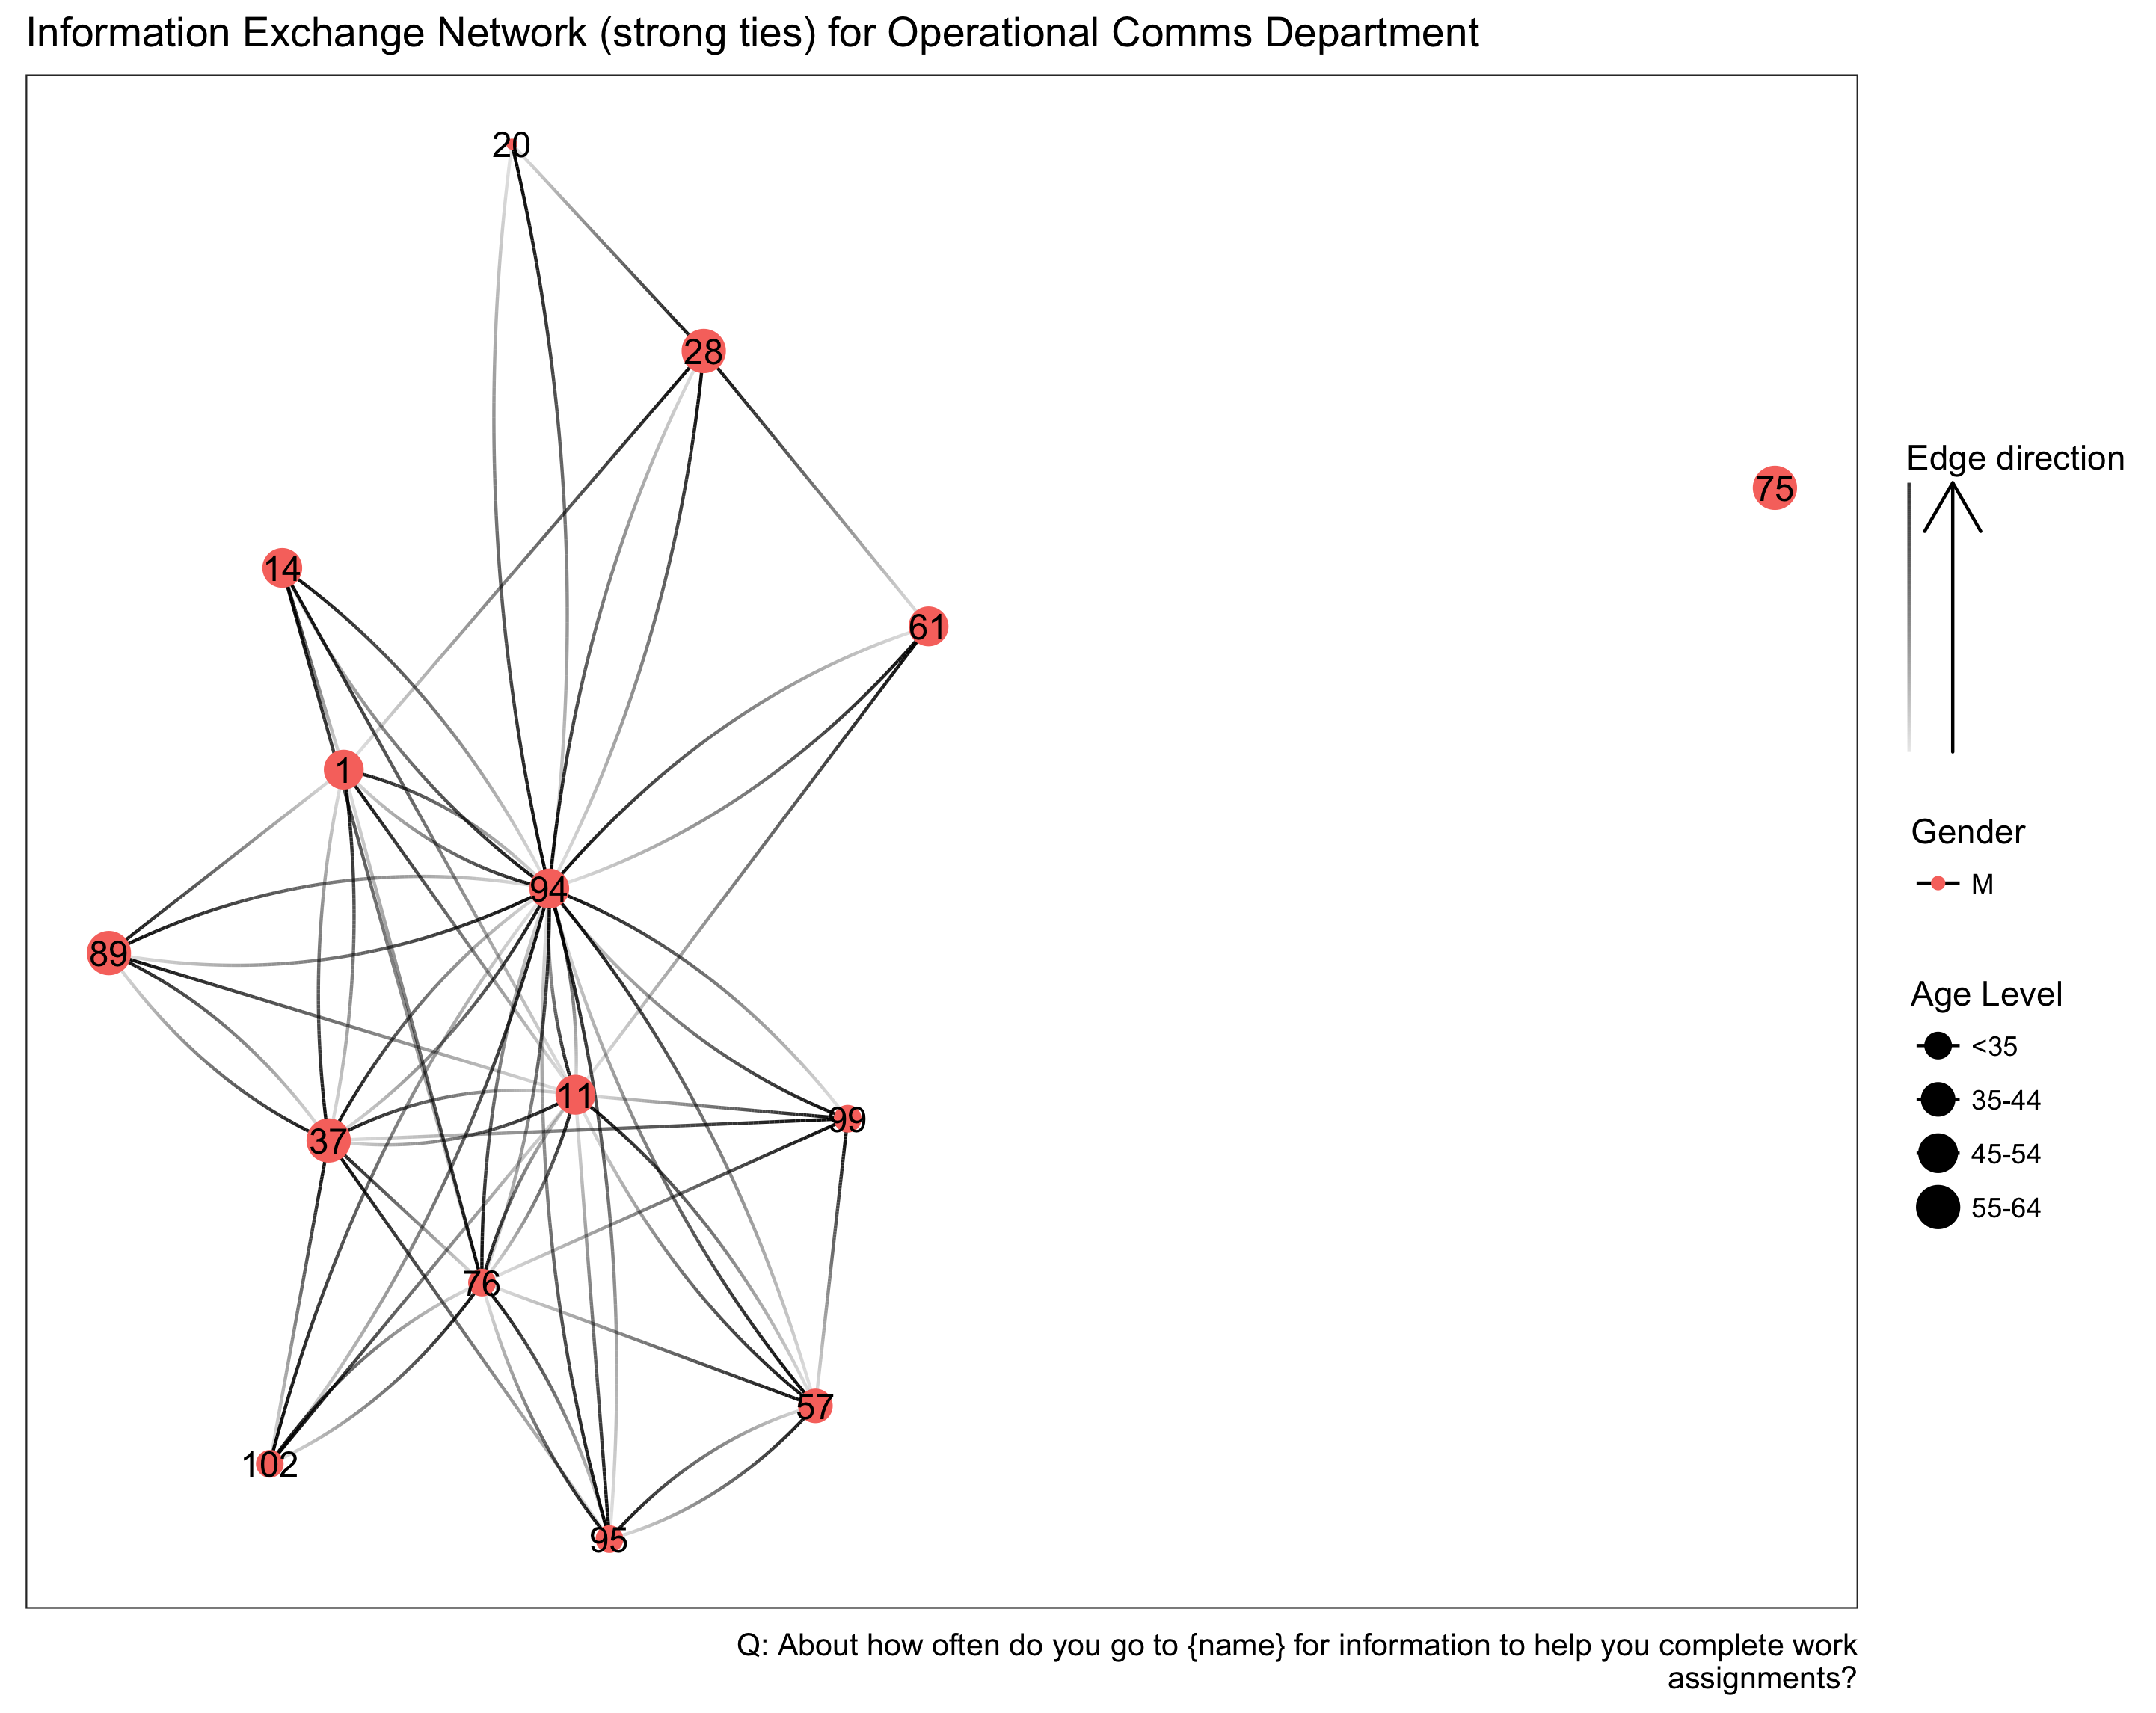 Information Exchange Network (strong ties) for Operational Comms Department
20
28
75
14
61
1
94
89
11
99
37
76
57
102
95
Edge direction
Gender
M
Age Level
<35
35-44
45-54
55-64
Q: About how often do you go to {name} for information to help you complete work
assignments?